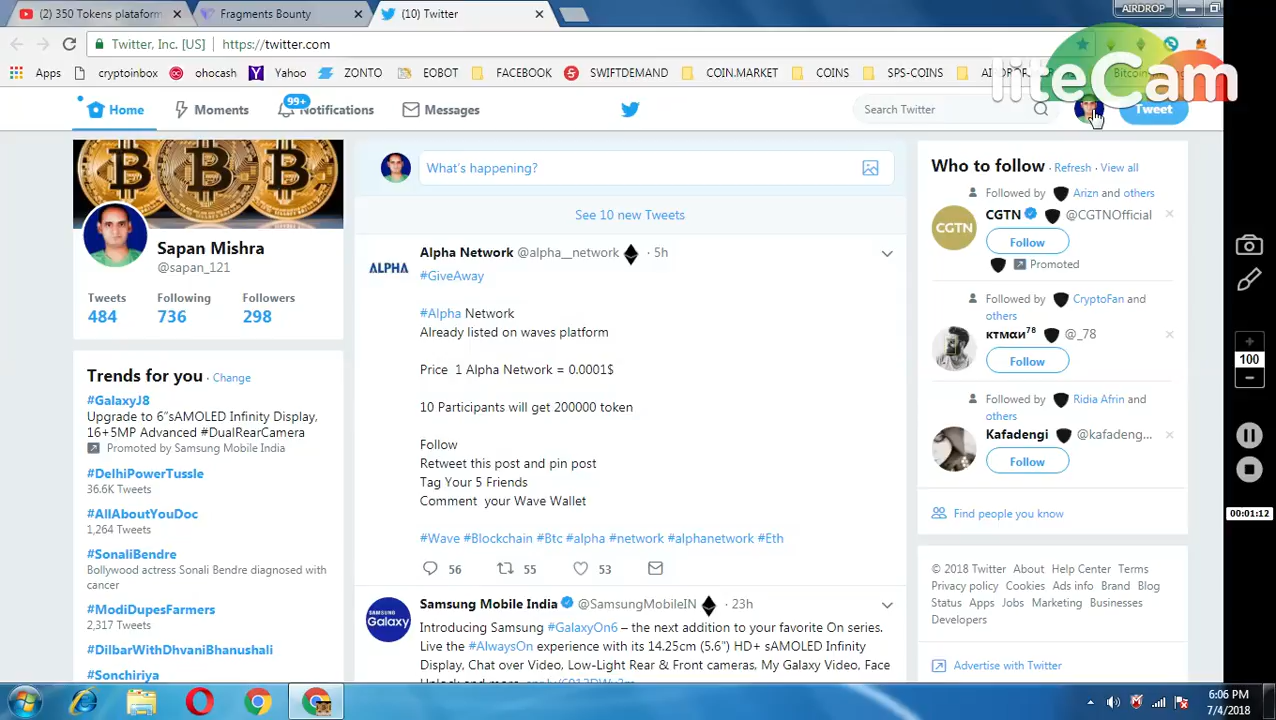 (2) 350 Tokens plataforr
Fragments Bounty
(10) Twitter
AIRDROP
Twitter, Inc. [US]
https://twitter.com
Apps
cryptoinbox
ohocash
Yahoo
ZONTO
EOBOT
FACEBOOK
SWIFTDEMAND
COIN.MARKET
COINS
SPS-COINS
liteCam
Home
Moments
99+
Notifications
Messages
Search Twitter
Tweet
Sapan Mishra
@sapan_121
Tweets Following Followers
484 736 298
Trends for you · Change
#GalaxyJ8
Upgrade to 6"sAMOLED Infinity Display,
16+5MP Advanced #DualRearCamera
Promoted by Samsung Mobile India
#DelhiPowerTussle
36.6K Tweets
#AllAboutYouDoc
1,264 Tweets
#SonaliBendre
Bollywood actress Sonali Bendre diagnosed with
cancer
#ModiDupesFarmers
2,317 Tweets
#DilbarWithDhvaniBhanushali
#Sonchiriya
What's happening?
See 10 new Tweets
Alpha Network @alpha__network · 5h
ALPHA
#GiveAway
#Alpha Network
Already listed on waves platform
Price 1 Alpha Network = 0.0001$
10 Participants will get 200000 token
Follow
Retweet this post and pin post
Tag Your 5 Friends
Comment your Wave Wallet
#Wave #Blockchain #Btc #alpha #network #alphanetwork #Eth
56 55 53
Samsung Mobile India @SamsungMobileIN · 23h
SAMSUNG
Galaxy
Introducing Samsung #GalaxyOn6 – the next addition to your favorite On series.
Live the #AlwaysOn experience with its 14.25cm (5.6") HD+ sAMOLED Infinity
Display, Chat over Video, Low-Light Rear & Front cameras, My Galaxy Video, Face
Who to follow · Refresh · View all
Followed by Arizn and others
CGTN
CGTN @CGTNOfficial
Follow
Promoted
Followed by CryptoFan and
others
ктмαи⁷⁸ @_78
Follow
Followed by Ridia Afrin and
others
Kafadengi @kafadeng...
Follow
Find people you know
© 2018 Twitter About Help Center Terms
Privacy policy Cookies Ads info Brand Blog
Status Apps Jobs Marketing Businesses
Developers
Advertise with Twitter
100
00:01:12
6:06 PM
7/4/2018